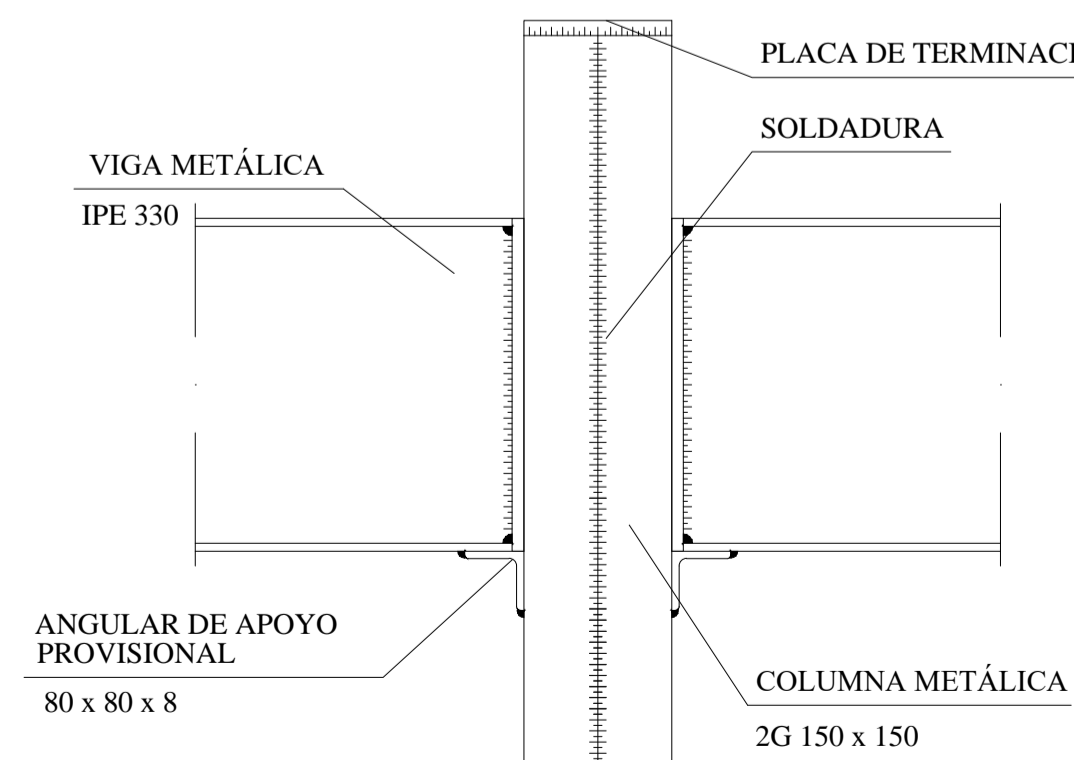 PLACA DE TERMINACI
SOLDADURA
VIGA METÁLICA
IPE 330
ANGULAR DE APOYO
PROVISIONAL
80 x 80 x 8
COLUMNA METÁLICA
2G 150 x 150